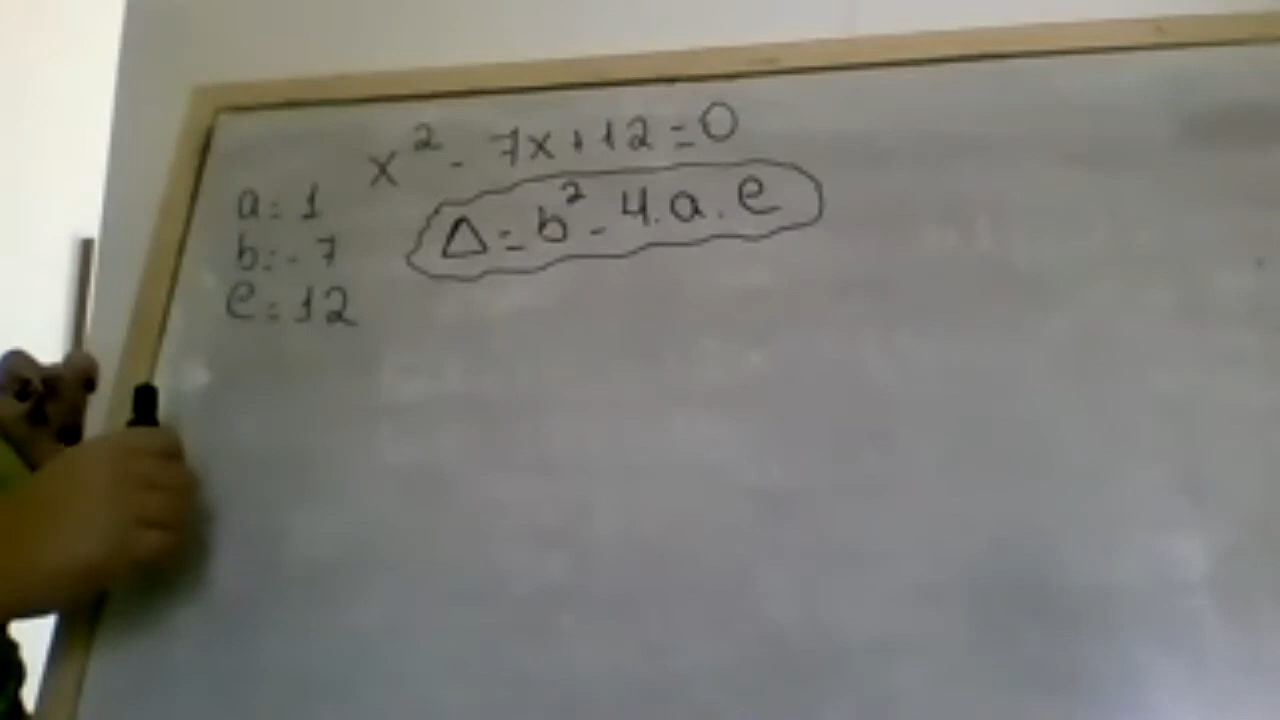 x² - 7x + 12 = 0
a = 1
b = -7
c = 12
Δ = b² - 4.a.c